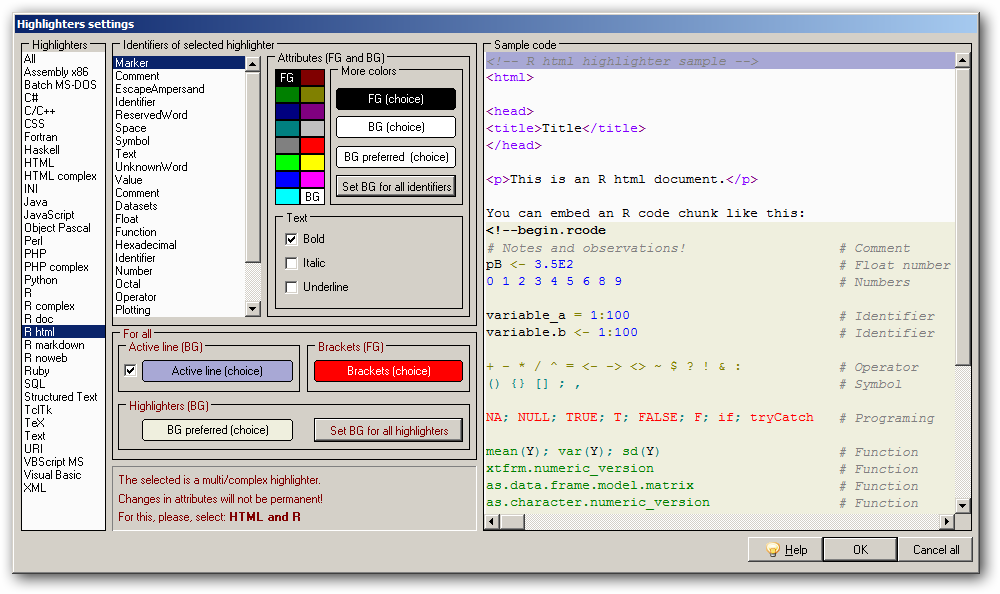 Highlighters settings
Highlighters
All
Assembly x86
Batch MS-DOS
C#
C/C++
CSS
Fortran
Haskell
HTML
HTML complex
INI
Java
JavaScript
Object Pascal
Perl
PHP
PHP complex
Python
R
R complex
R doc
R html
R markdown
R noweb
Ruby
SQL
Structured Text
TclTk
TeX
Text
URI
VBScript MS
Visual Basic
XML
Identifiers of selected highlighter
Marker
Comment
EscapeAmpersand
Identifier
ReservedWord
Space
Symbol
Text
UnknownWord
Value
Comment
Datasets
Float
Function
Hexadecimal
Identifier
Number
Octal
Operator
Plotting
Attributes (FG and BG)
FG
BG
More colors
FG (choice)
BG (choice)
BG preferred (choice)
Set BG for all identifiers
Text
Bold
Italic
Underline
For all
Active line (BG)
Active line (choice)
Brackets (FG)
Brackets (choice)
Highlighters (BG)
BG preferred (choice)
Set BG for all highlighters
The selected is a multi/complex highlighter.
Changes in attributes will not be permanent!
For this, please, select: HTML and R
Sample code
<!-- R html highlighter sample -->
<html>
<head>
<title>Title</title>
</head>
<p>This is an R html document.</p>
You can embed an R code chunk like this:
<!--begin.rcode
# Notes and observations! # Comment
pB <- 3.5E2 # Float number
0 1 2 3 4 5 6 8 9 # Numbers
variable_a = 1:100 # Identifier
variable.b <- 1:100 # Identifier
+ - * / ^ = <- -> <> ~ $ ? ! & : # Operator
() {} [] ; , # Symbol
NA; NULL; TRUE; T; FALSE; F; if; tryCatch # Programing
mean(Y); var(Y); sd(Y) # Function
xtfrm.numeric_version # Function
as.data.frame.model.matrix # Function
as.character.numeric_version # Function
Help
OK
Cancel all